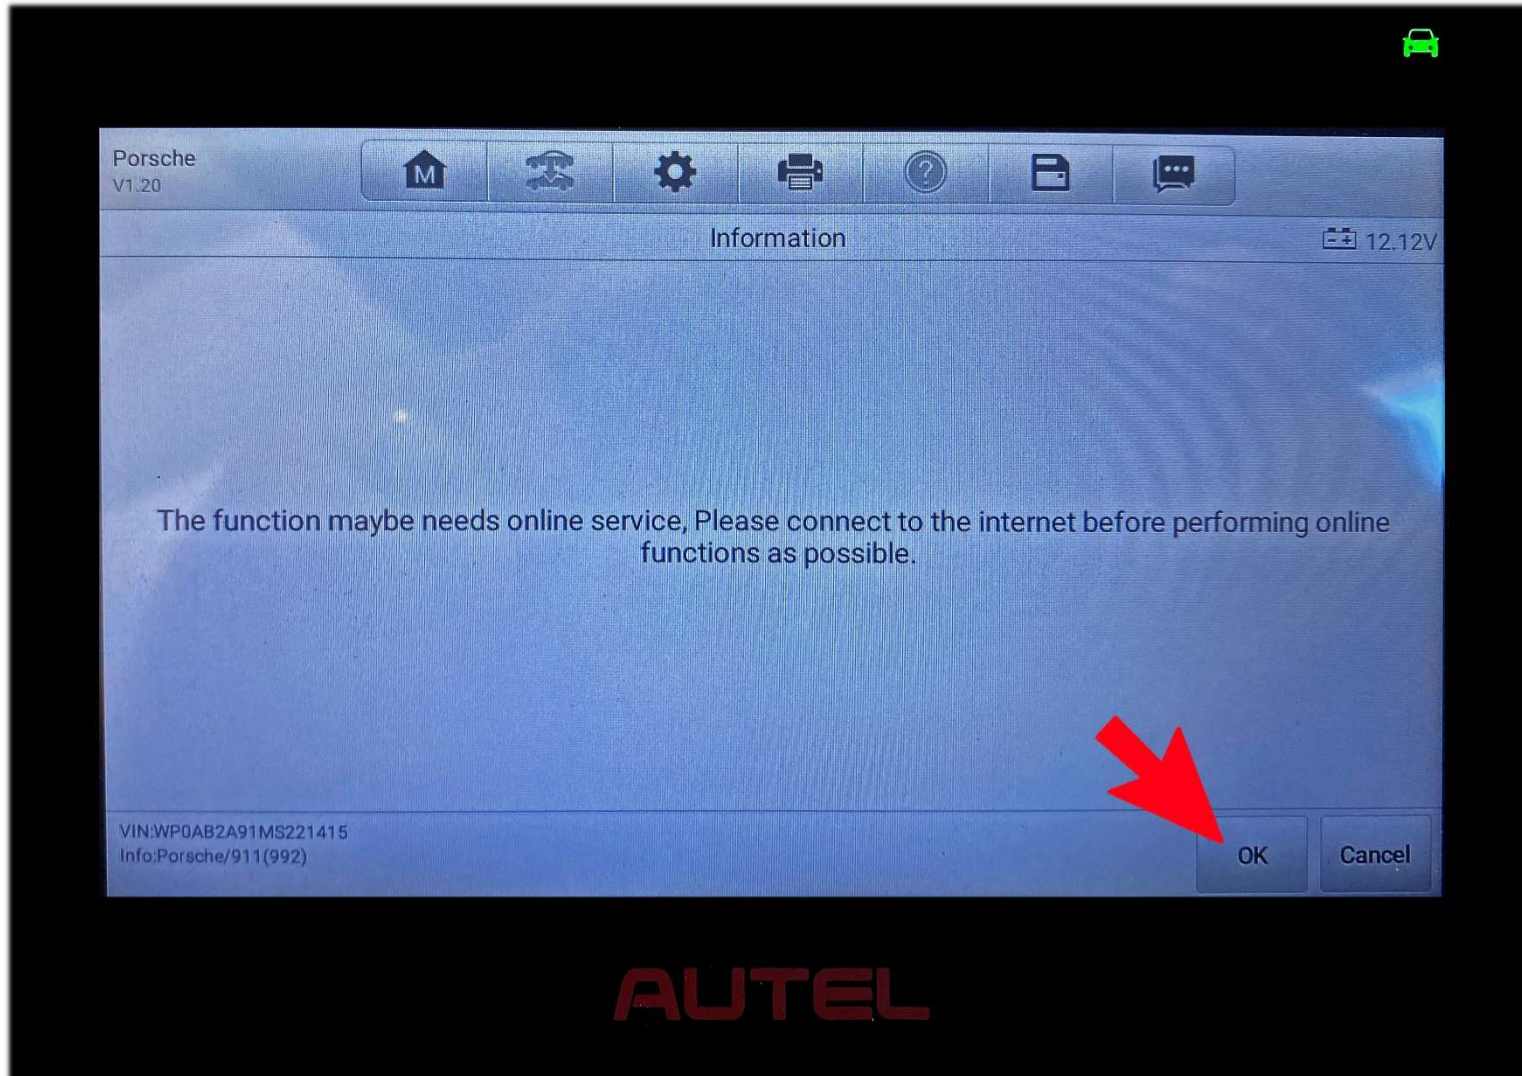 Porsche
V1.20
M
Information
12.12V
The function maybe needs online service, Please connect to the internet before performing online
functions as possible.
VIN:WP0AB2A91MS221415
Info:Porsche/911(992)
OK
Cancel
AUTEL